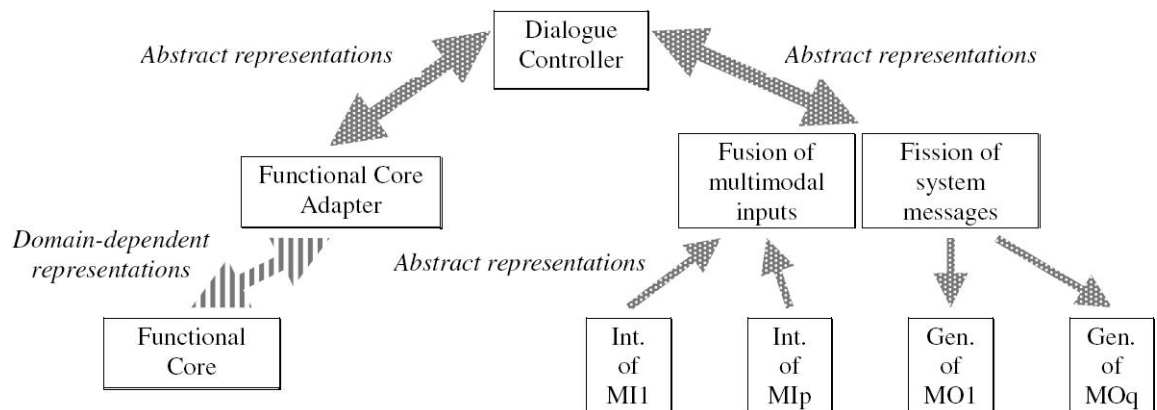 Dialogue
Controller
Abstract representations
Abstract representations
Functional Core
Adapter
Fusion of
multimodal
inputs
Fission of
system
messages
Domain-dependent
representations
Abstract representations
Functional
Core
Int.
of
MI1
Int.
of
MIp
Gen.
of
MO1
Gen.
of
MOq